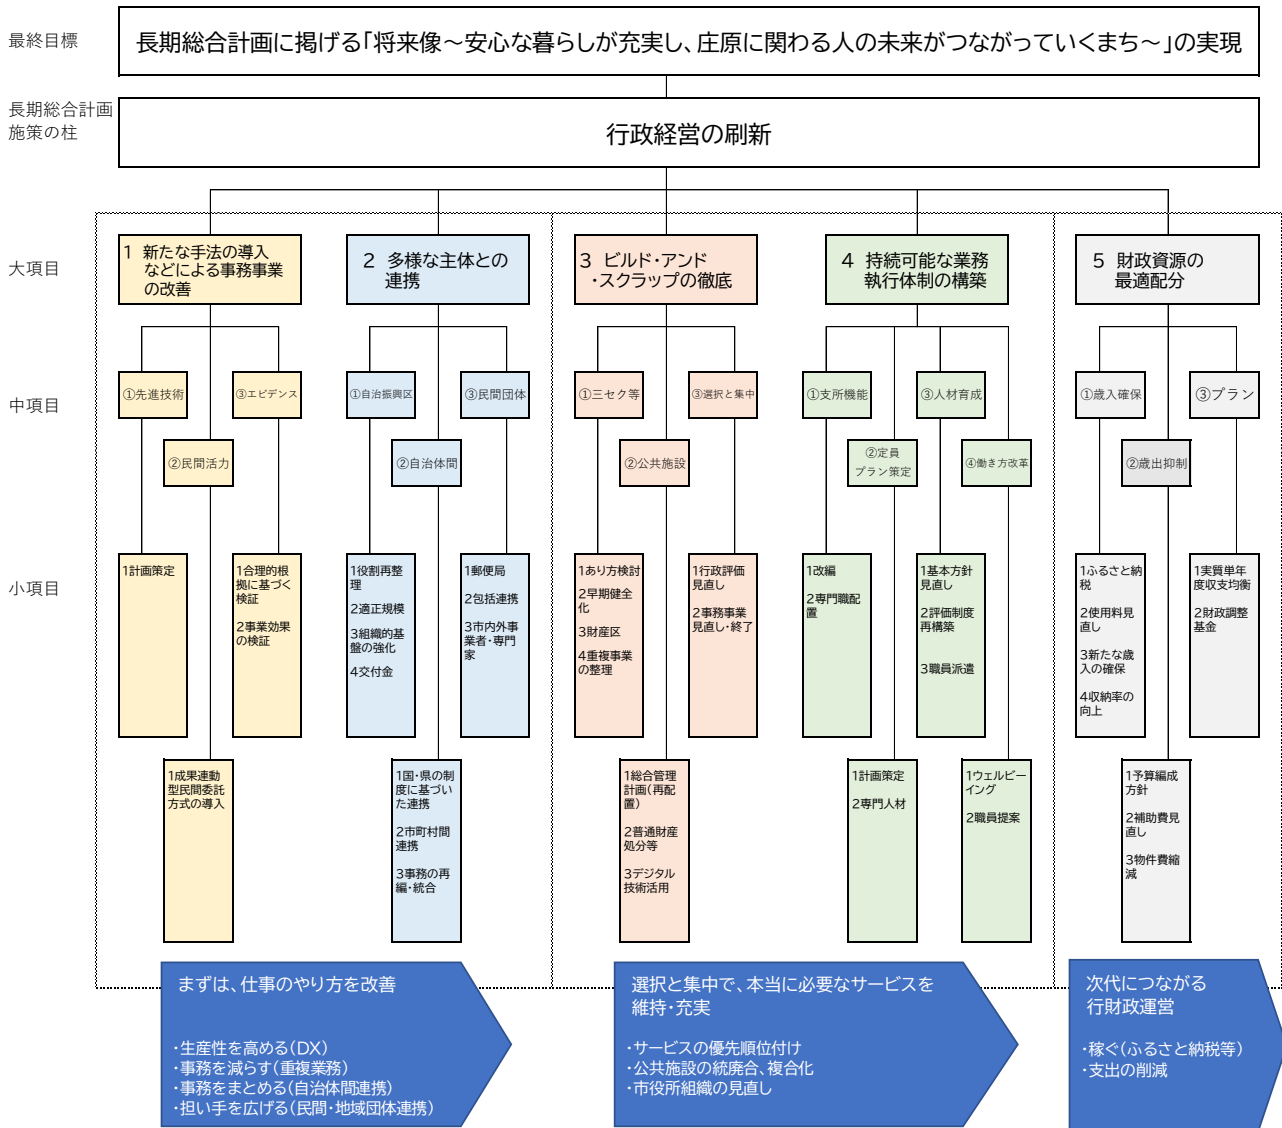 最終目標
長期総合計画に掲げる「将来像～安心な暮らしが充実し、庄原に関わる人の未来がつながっていくまち～」の実現
長期総合計画
施策の柱
行政経営の刷新
大項目
1 新たな手法の導入
などによる事務事業
の改善
2 多様な主体との
連携
3 ビルド・アンド
・スクラップの徹底
4 持続可能な業務
執行体制の構築
5 財政資源の
最適配分
中項目
①先進技術
③エビデンス
①自治振興区
③民間団体
①三セク等
③選択と集中
①支所機能
③人材育成
①歳入確保
③プラン
②民間活力
②自治体間
②公共施設
②定員
プラン策定
④働き方改革
②歳出抑制
小項目
1計画策定
1合理的根
拠に基づく
検証
2事業効果
の検証
1役割再整
理
2適正規模
3組織的基
盤の強化
4交付金
1郵便局
2包括連携
3市内外事
業者・専門
家
1あり方検討
2早期健全
化
3財産区
4重複事業
の整理
1行政評価
見直し
2事務事業
見直し・終了
1改編
2専門職配
置
1基本方針
見直し
2評価制度
再構築
3職員派遣
1ふるさと納
税
2使用料見
直し
3新たな歳
入の確保
4収納率の
向上
1実質単年
度収支均衡
2財政調整
基金
1成果連動
型民間委託
方式の導入
1国・県の制
度に基づい
た連携
2市町村間
連携
3事務の再
編・統合
1総合管理
計画(再配
置)
2普通財産
処分等
3デジタル
技術活用
1計画策定
2専門人材
1ウェルビー
イング
2職員提案
1予算編成
方針
2補助費見
直し
3物件費縮
減
まずは、仕事のやり方を改善
・生産性を高める(DX)
・事務を減らす(重複業務)
・事務をまとめる(自治体間連携)
・担い手を広げる(民間・地域団体連携)
選択と集中で、本当に必要なサービスを
維持・充実
・サービスの優先順位付け
・公共施設の統廃合、複合化
・市役所組織の見直し
次代につながる
行財政運営
・稼ぐ(ふるさと納税等)
・支出の削減